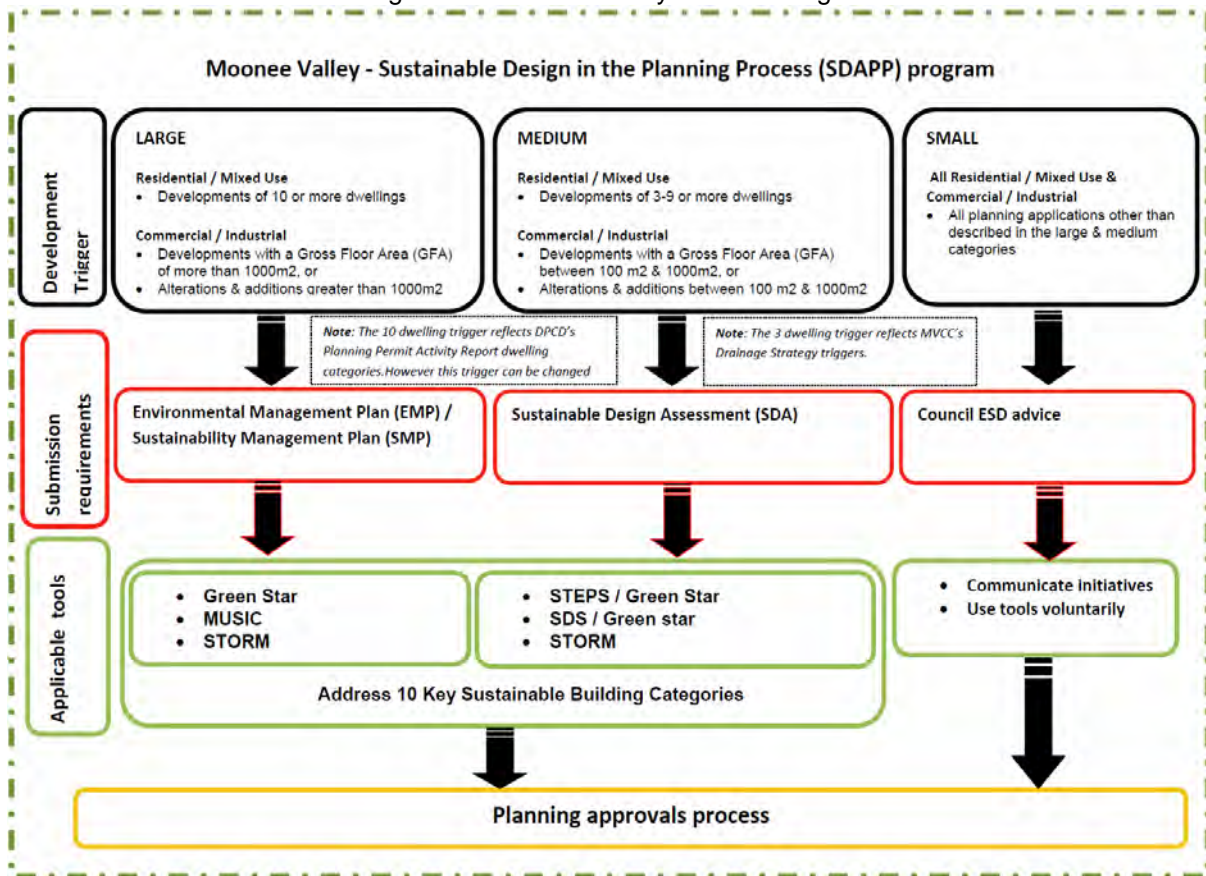 Moonee Valley - Sustainable Design in the Planning Process (SDAPP) program
Development
Trigger
LARGE
Residential / Mixed Use
• Developments of 10 or more dwellings
Commercial / Industrial
• Developments with a Gross Floor Area (GFA)
of more than 1000m2, or
• Alterations & additions greater than 1000m2
MEDIUM
Residential / Mixed Use
• Developments of 3-9 or more dwellings
Commercial / Industrial
• Developments with a Gross Floor Area (GFA)
between 100 m2 & 1000m2, or
• Alterations & additions between 100 m2 & 1000m2
SMALL
All Residential / Mixed Use &
Commercial / Industrial
• All planning applications other than
described in the large & medium
categories
Note: The 10 dwelling trigger reflects DPCD's
Planning Permit Activity Report dwelling
categories.However this trigger can be changed
Note: The 3 dwelling trigger reflects MVCC's
Drainage Strategy triggers.
Submission
requirements
Environmental Management Plan (EMP) /
Sustainability Management Plan (SMP)
Sustainable Design Assessment (SDA)
Council ESD advice
Applicable tools
• Green Star
• MUSIC
• STORM
• STEPS / Green Star
• SDS / Green star
• STORM
Address 10 Key Sustainable Building Categories
• Communicate initiatives
• Use tools voluntarily
Planning approvals process